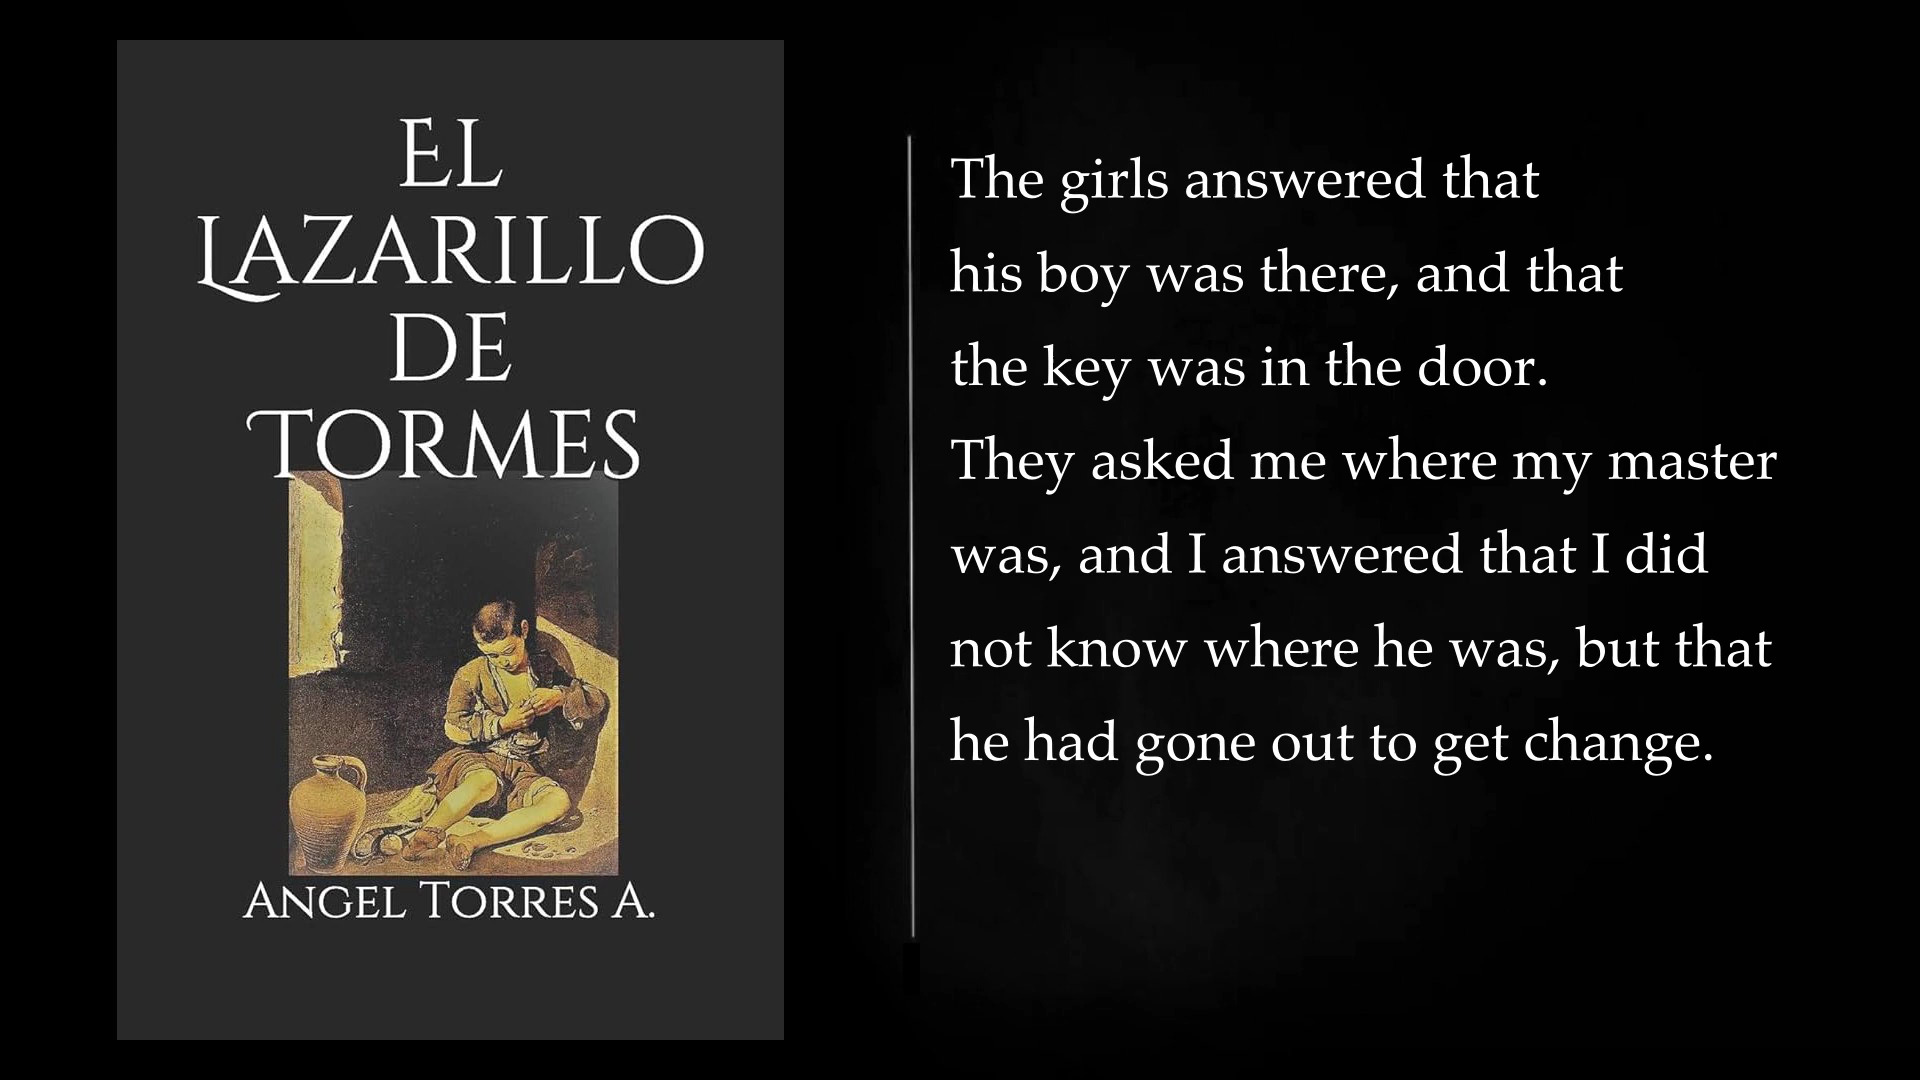 EL
LAZARILLO
DE
TORMES
ANGEL TORRES A.
The girls answered that
his boy was there, and that
the key was in the door.
They asked me where my master
was, and I answered that I did
not know where he was, but that
he had gone out to get change.